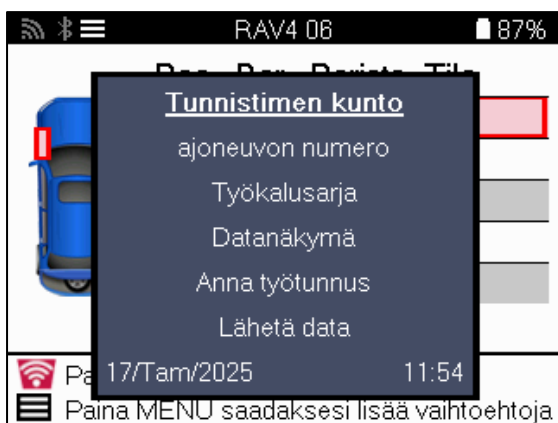 RAV4 06
87%
Tunnistimen kunto
ajoneuvon numero
Työkalusarja
Datanäkymä
Anna työtunnus
Lähetä data
17/Tam/2025 11:54
Paina MENU saadaksesi lisää vaihtoehtoja